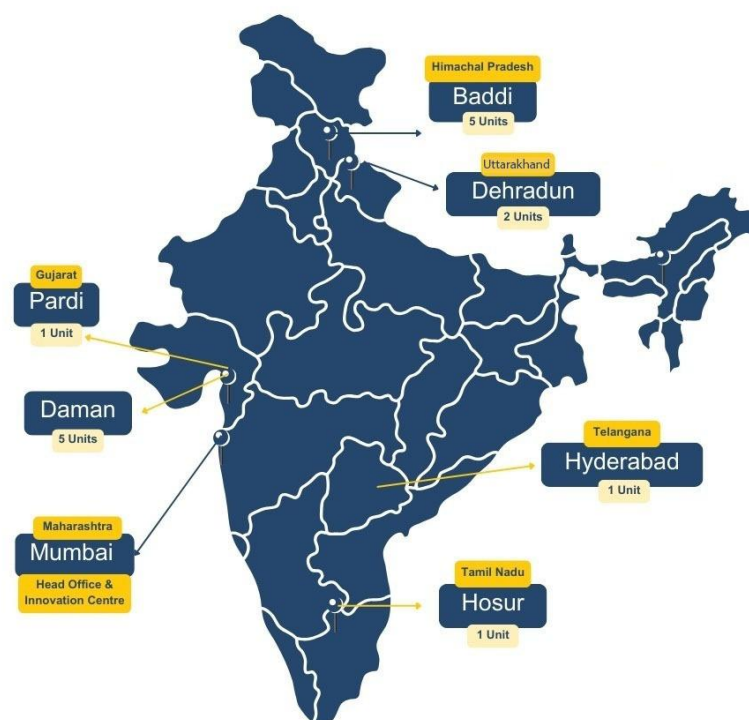 Himachal Pradesh
Baddi
5 Units
Uttarakhand
Dehradun
2 Units
Gujarat
Pardi
1 Unit
Daman
5 Units
Telangana
Hyderabad
1 Unit
Maharashtra
Mumbai
Head Office &
Innovation Centre
Tamil Nadu
Hosur
1 Unit